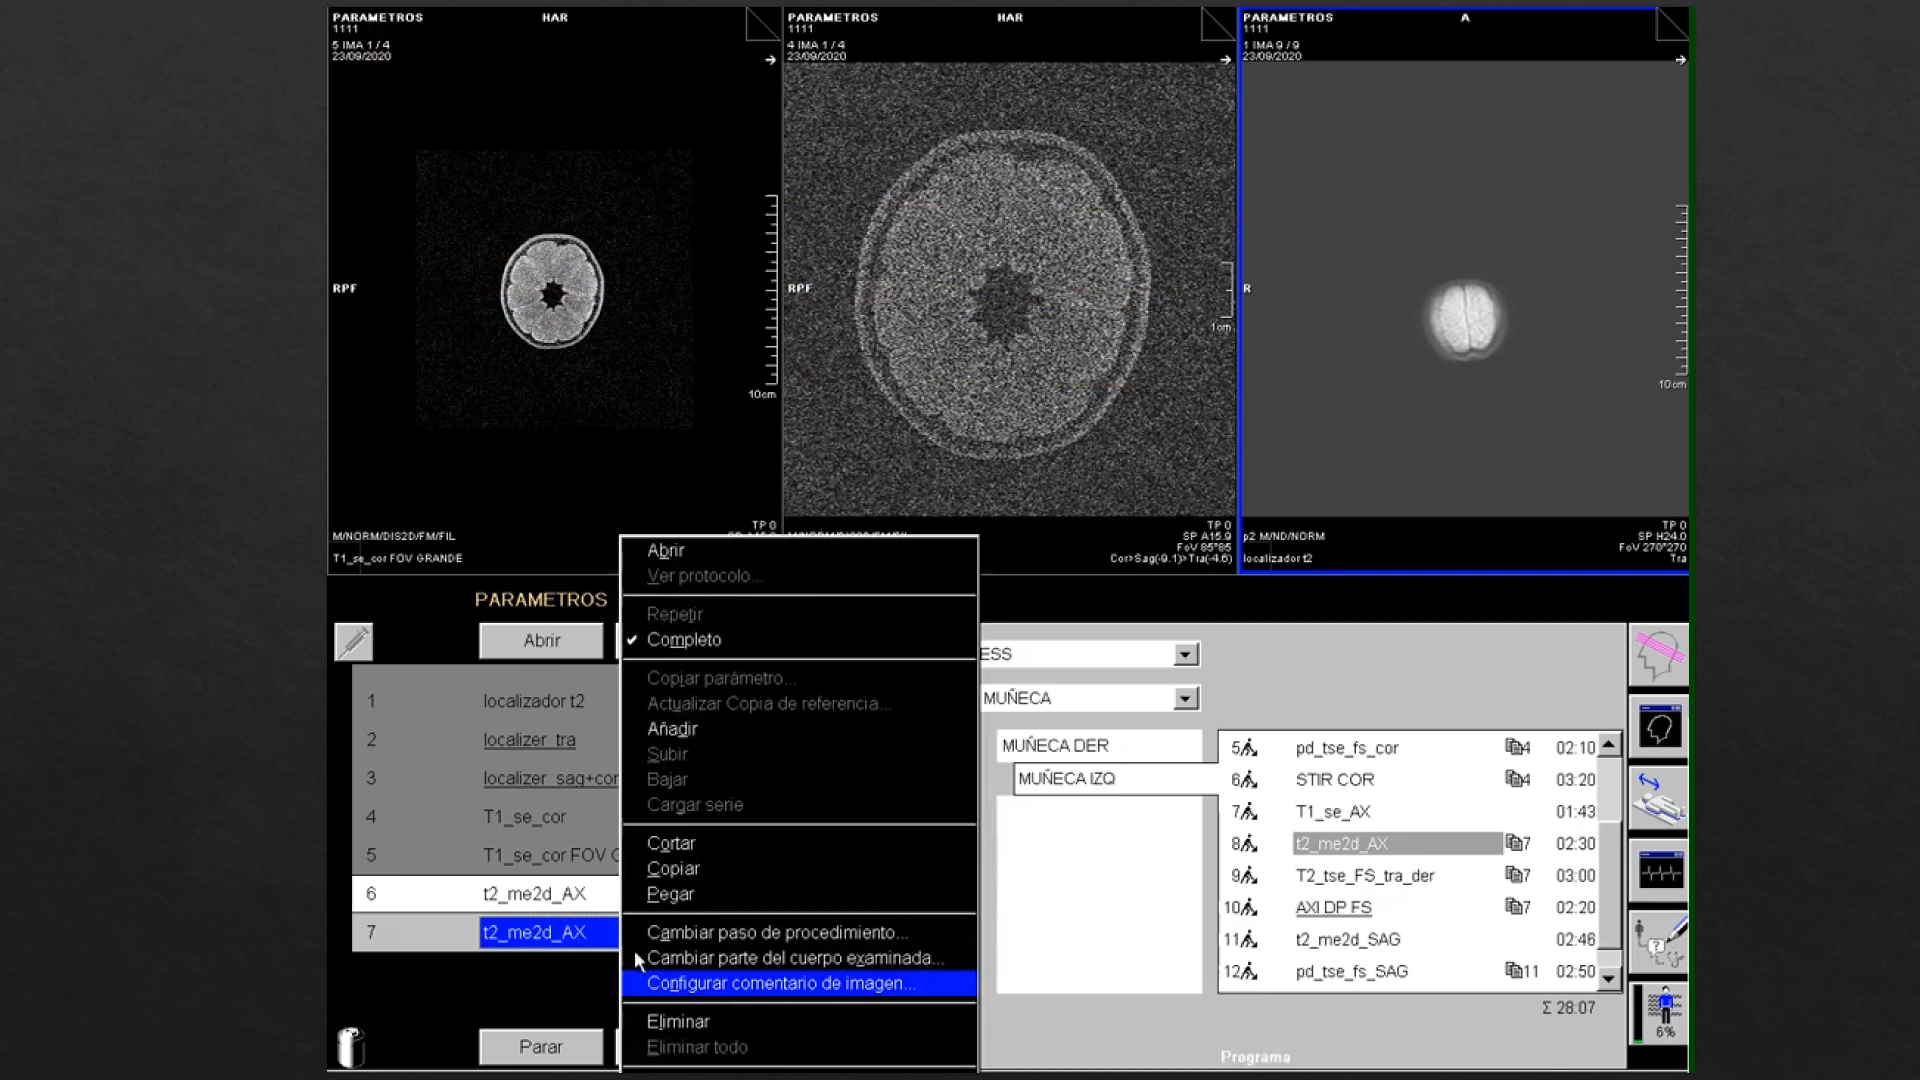 PARAMETROS
HAR
1111
5 IMA 1 / 4
23/09/2020
RPF
10cm
M/NORM/DIS2D/FM/FIL
TP 0
T1_se_cor FOV GRANDE
PARAMETROS
HAR
1111
4 IMA 1 / 4
23/09/2020
RPF
1cm
TP 0
SP A15.9
FoV 85*85
Cor>Sag(-9.1)>Tra(-4.6)
PARAMETROS
A
1111
1 IMA 9 / 9
23/09/2020
R
10cm
p2 M/ND/NORM
localizador t2
TP 0
SP H24.0
FoV 270*270
Tra
PARAMETROS
Abrir
1 localizador t2
2 localizer_tra
3 localizer_sag+cor
4 T1_se_cor
5 T1_se_cor FOV G
6 t2_me2d_AX
7 t2_me2d_AX
Parar
Abrir
Ver protocolo...
Repetir
Completo
Copiar parámetro...
Actualizar Copia de referencia...
Añadir
Subir
Bajar
Cargar serie
Cortar
Copiar
Pegar
Cambiar paso de procedimiento...
Cambiar parte del cuerpo examinada...
Configurar comentario de imagen...
Eliminar
Eliminar todo
ESS
MUÑECA
MUÑECA DER
MUÑECA IZQ
5 pd_tse_fs_cor 4 02:10
6 STIR COR 4 03:20
7 T1_se_AX 01:43
8 t2_me2d_AX 7 02:30
9 T2_tse_FS_tra_der 7 03:00
10 AXI DP FS 7 02:20
11 t2_me2d_SAG 02:46
12 pd_tse_fs_SAG 11 02:50
Σ 28:07
Programa
?
6%